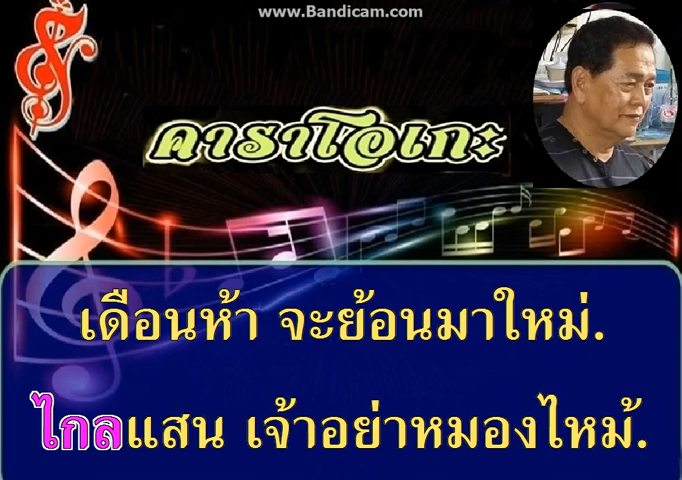 www.Bandicam.com
คาราโอเกะ
เดือนห้า จะย้อนมาใหม่.
ไกลแสน เจ้าอย่าหมองไหม้.